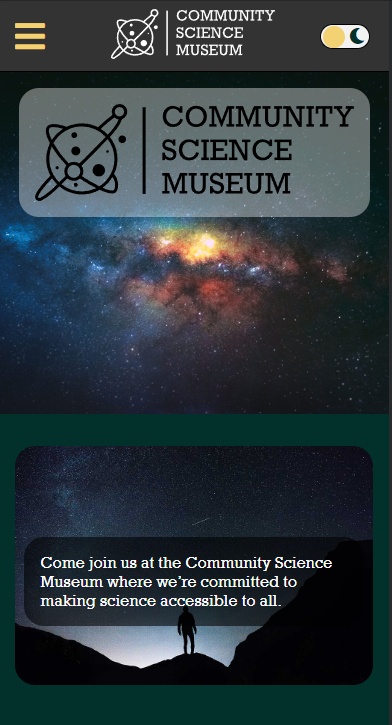 COMMUNITY
SCIENCE
MUSEUM
COMMUNITY
SCIENCE
MUSEUM
Come join us at the Community Science
Museum where we're committed to
making science accessible to all.